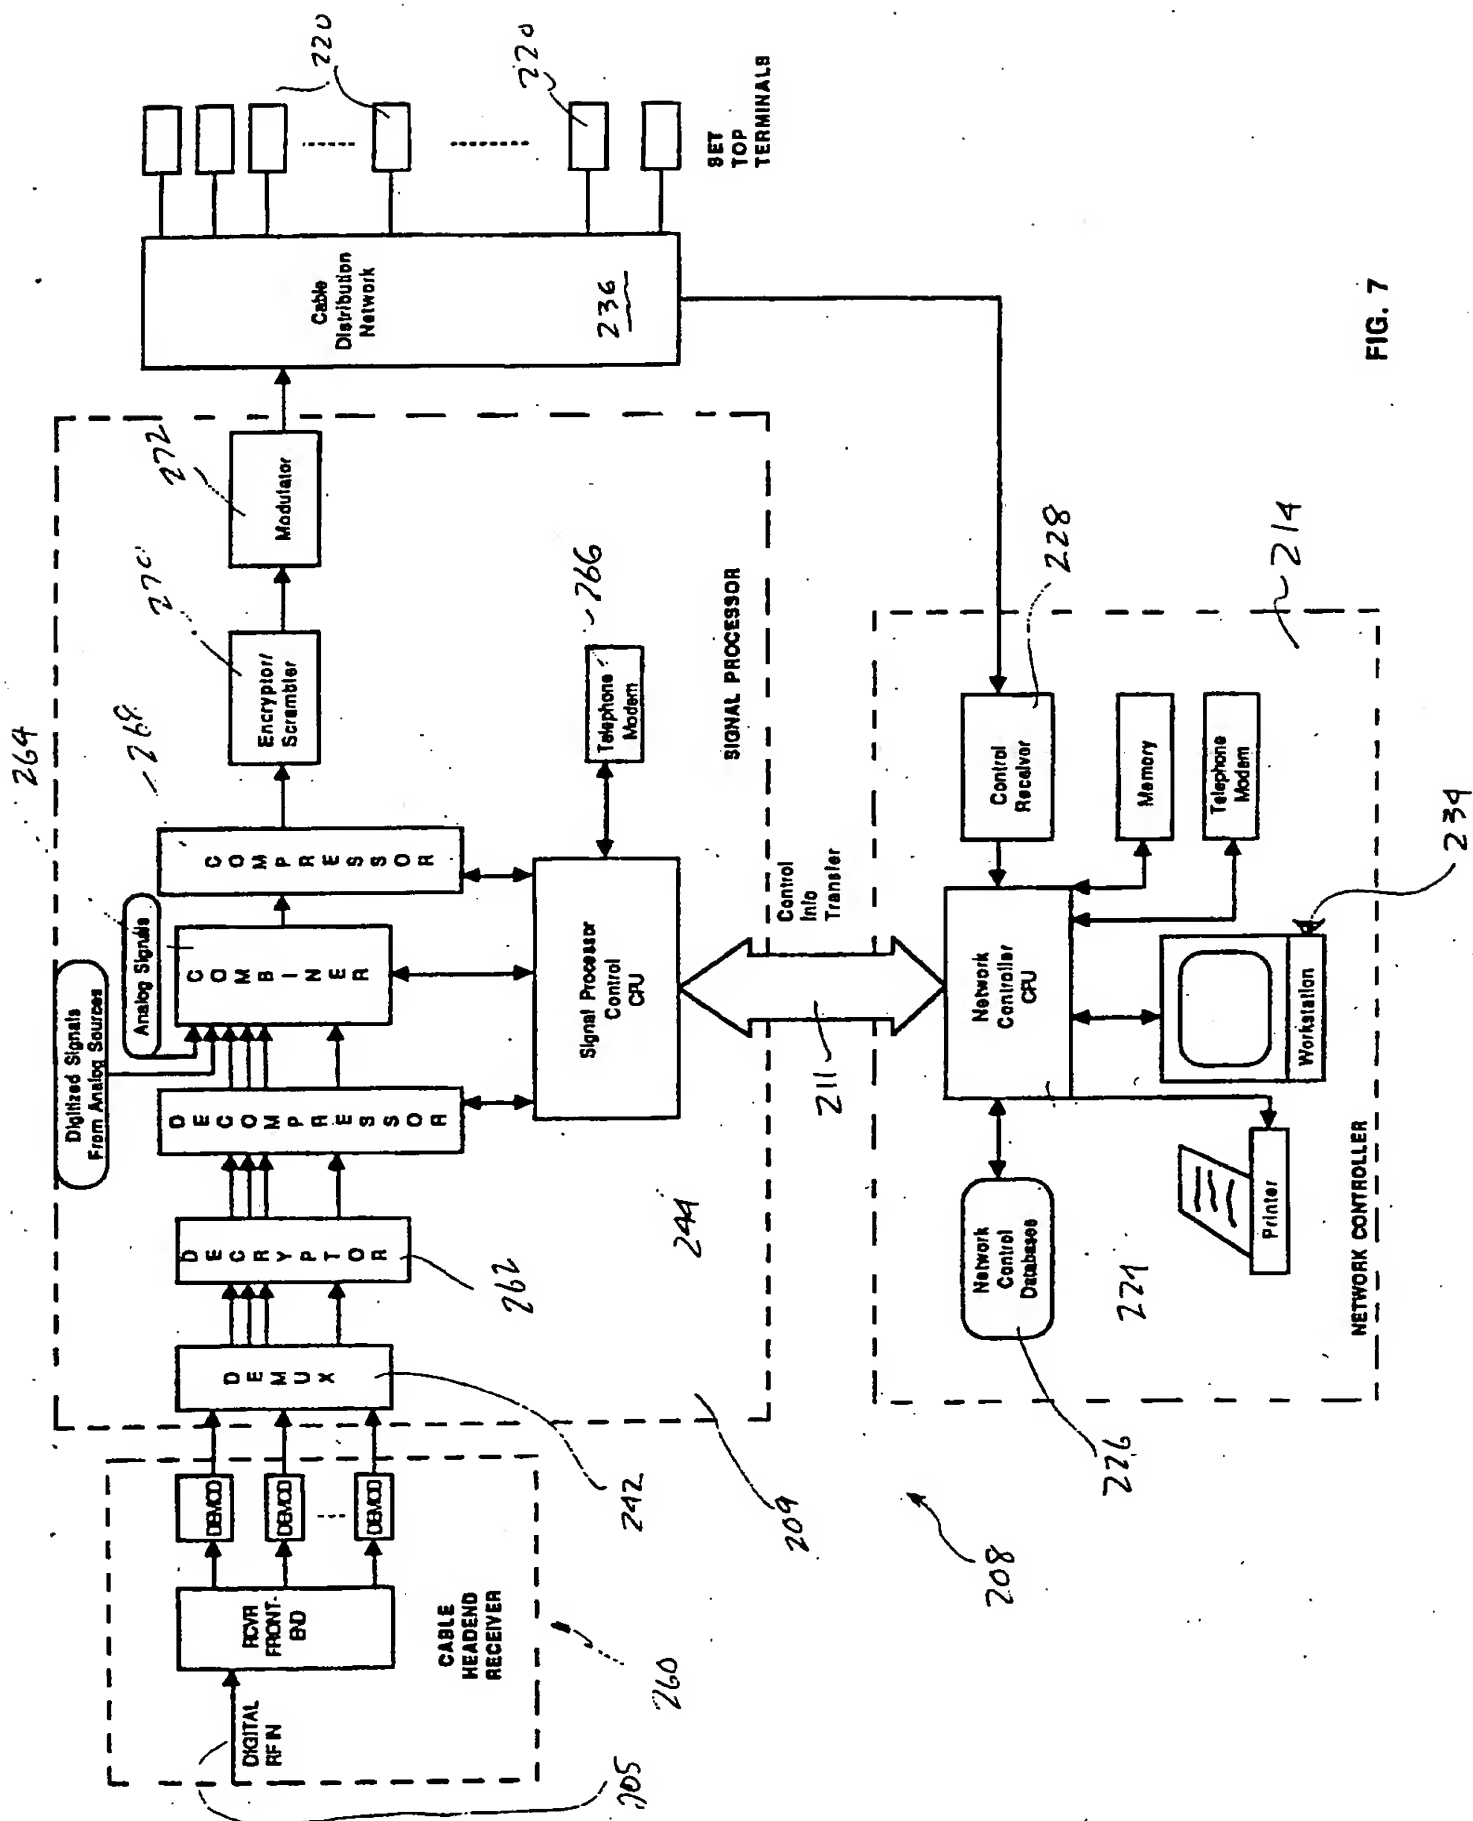 DIGITAL
RF IN
205
RCVR
FRONT-
END
DEMOD
DEMOD
DEMOD
CABLE
HEADEND
RECEIVER
260
DEMUX
242
DECRYPTOR
262
DECOMPRESSOR
Digitized Signals
From Analog Sources
Analog Signals
COMBINER
264
COMPRESSOR
268
Encryptor/
Scrambler
270
Modulator
272
Signal Processor
Control
CPU
244
Telephone
Modem
266
SIGNAL PROCESSOR
209
Cable
Distribution
Network
236
220
220
SET
TOP
TERMINALS
Control
Info
Transfer
211
208
Network
Control
Databases
226
Network
Controller
CPU
224
Control
Receiver
228
Memory
Telephone
Modem
Workstation
234
Printer
NETWORK CONTROLLER
214
FIG. 7